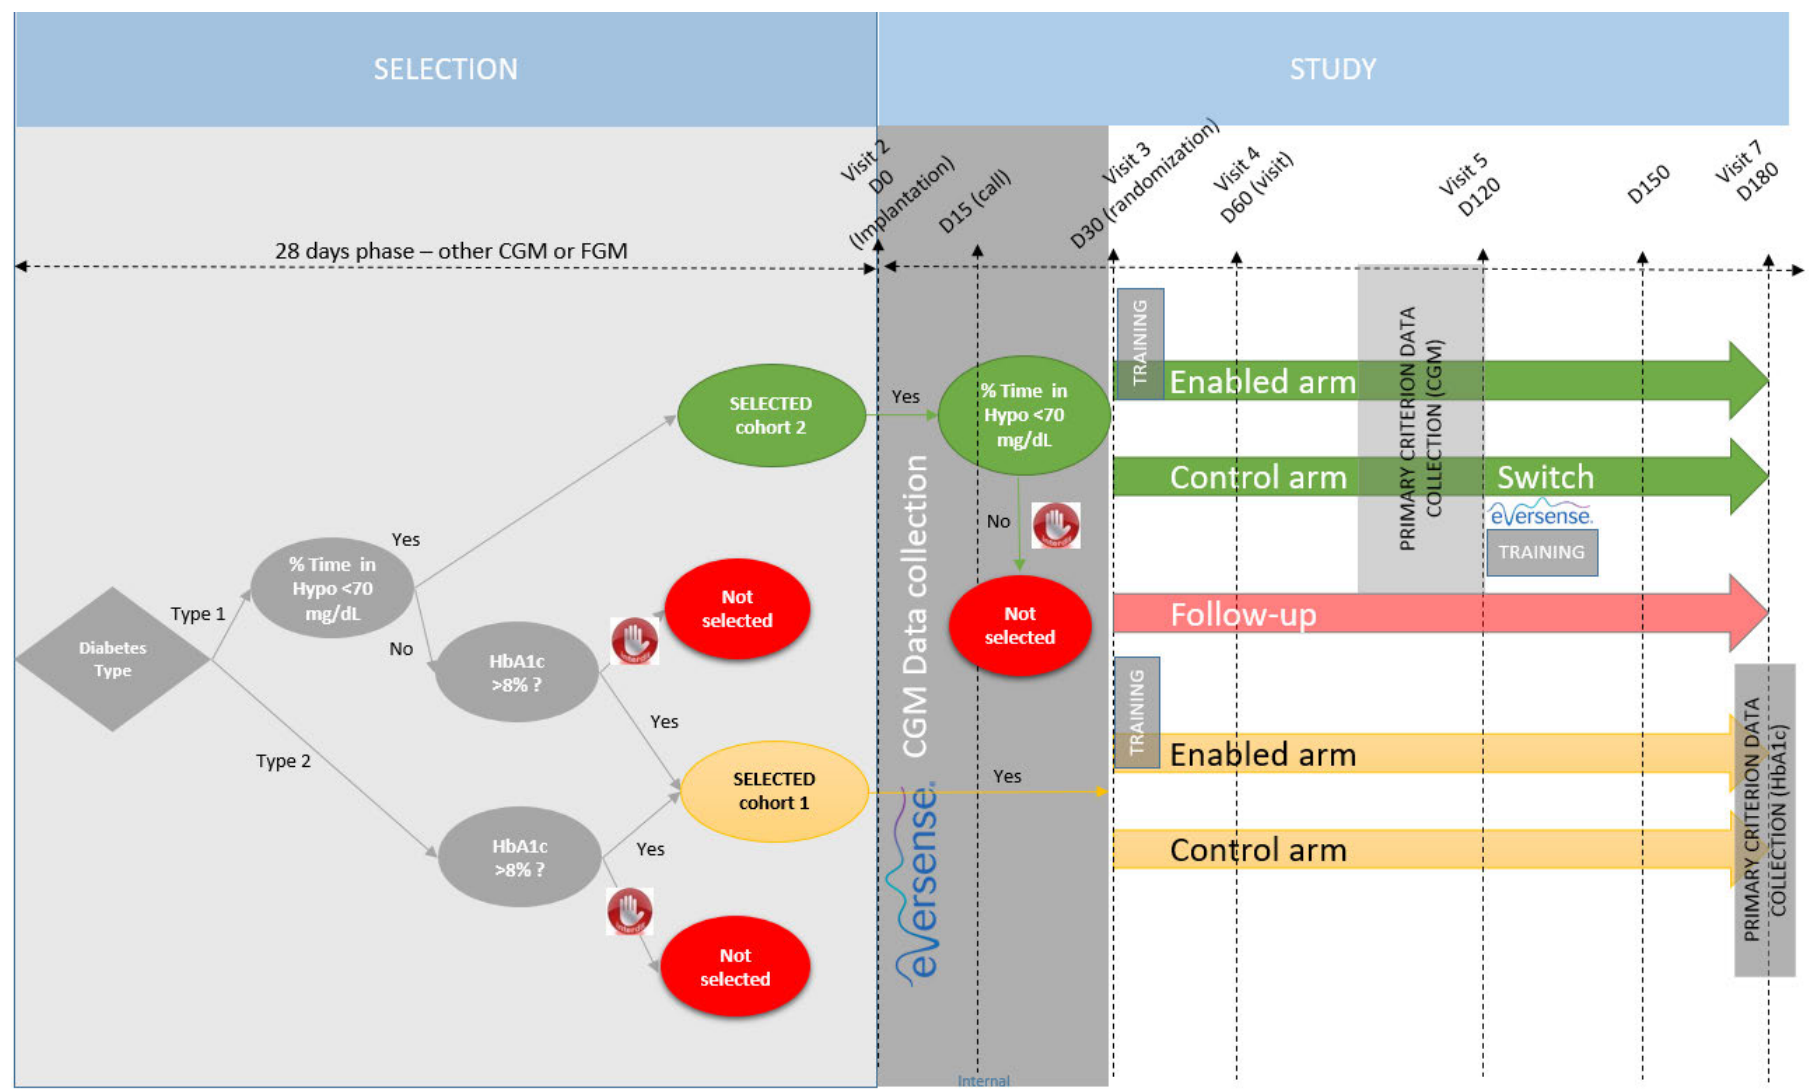 SELECTION
STUDY
Visit 2
D0
(Implantation)
D15 (call)
Visit 3
D30 (randomization)
Visit 4
D60 (visit)
Visit 5
D120
D150
Visit 7
D180
28 days phase – other CGM or FGM
Diabetes
Type
Type 1
Type 2
% Time in
Hypo <70
mg/dL
Yes
No
HbA1c
>8% ?
Yes
Not
selected
SELECTED
cohort 2
SELECTED
cohort 1
HbA1c
>8% ?
Yes
Not
selected
CGM Data collection
eversense.
Yes
% Time in
Hypo <70
mg/dL
No
Not
selected
Yes
TRAINING
Enabled arm
Control arm
PRIMARY CRITERION DATA
COLLECTION (CGM)
Switch
eversense.
TRAINING
Follow-up
TRAINING
Enabled arm
Control arm
PRIMARY CRITERION DATA
COLLECTION (HbA1c)
Internal